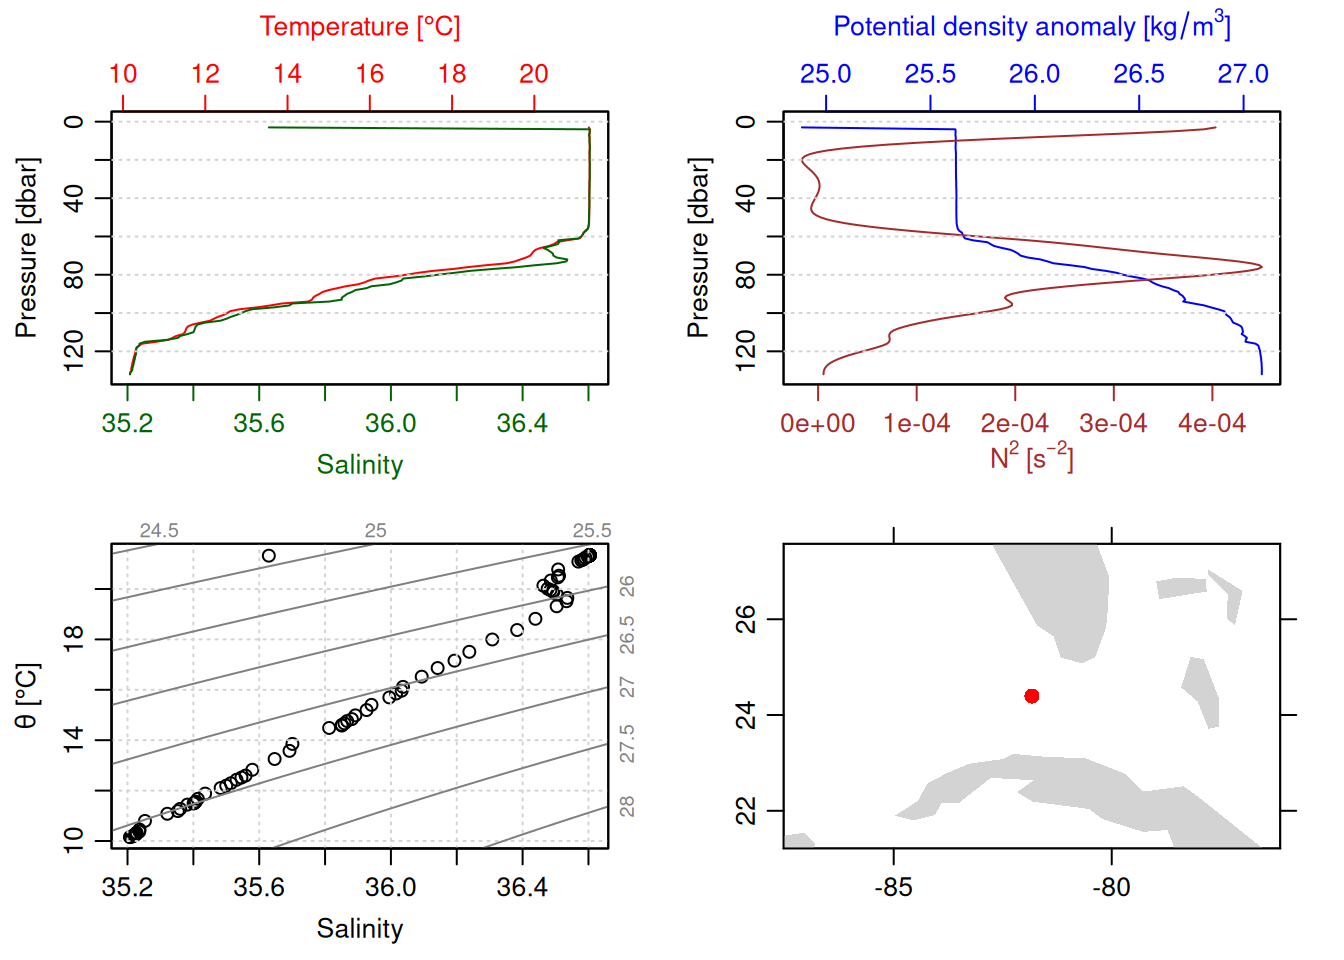 Temperature [°C]
10 12 14 16 18 20
0
40
80
120
Pressure [dbar]
35.2 35.6 36.0 36.4
Salinity
Potential density anomaly [kg/m³]
25.0 25.5 26.0 26.5 27.0
0
40
80
120
Pressure [dbar]
0e+00 1e-04 2e-04 3e-04 4e-04
N² [s⁻²]
24.5 25 25.5
26
26.5
27
27.5
28
18
14
10
θ [°C]
35.2 35.6 36.0 36.4
Salinity
26
24
22
-85 -80